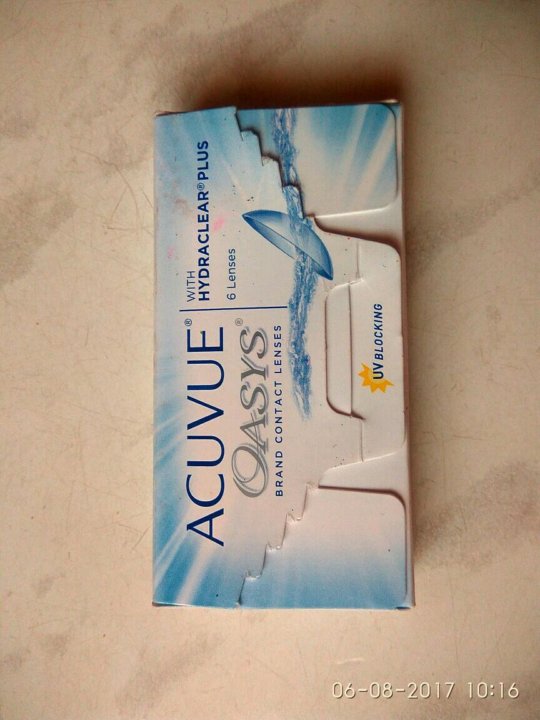 ACUVUE®
OASYS®
BRAND CONTACT LENSES
WITH
HYDRACLEAR® PLUS
6 Lenses
UV BLOCKING
06-08-2017 10:16